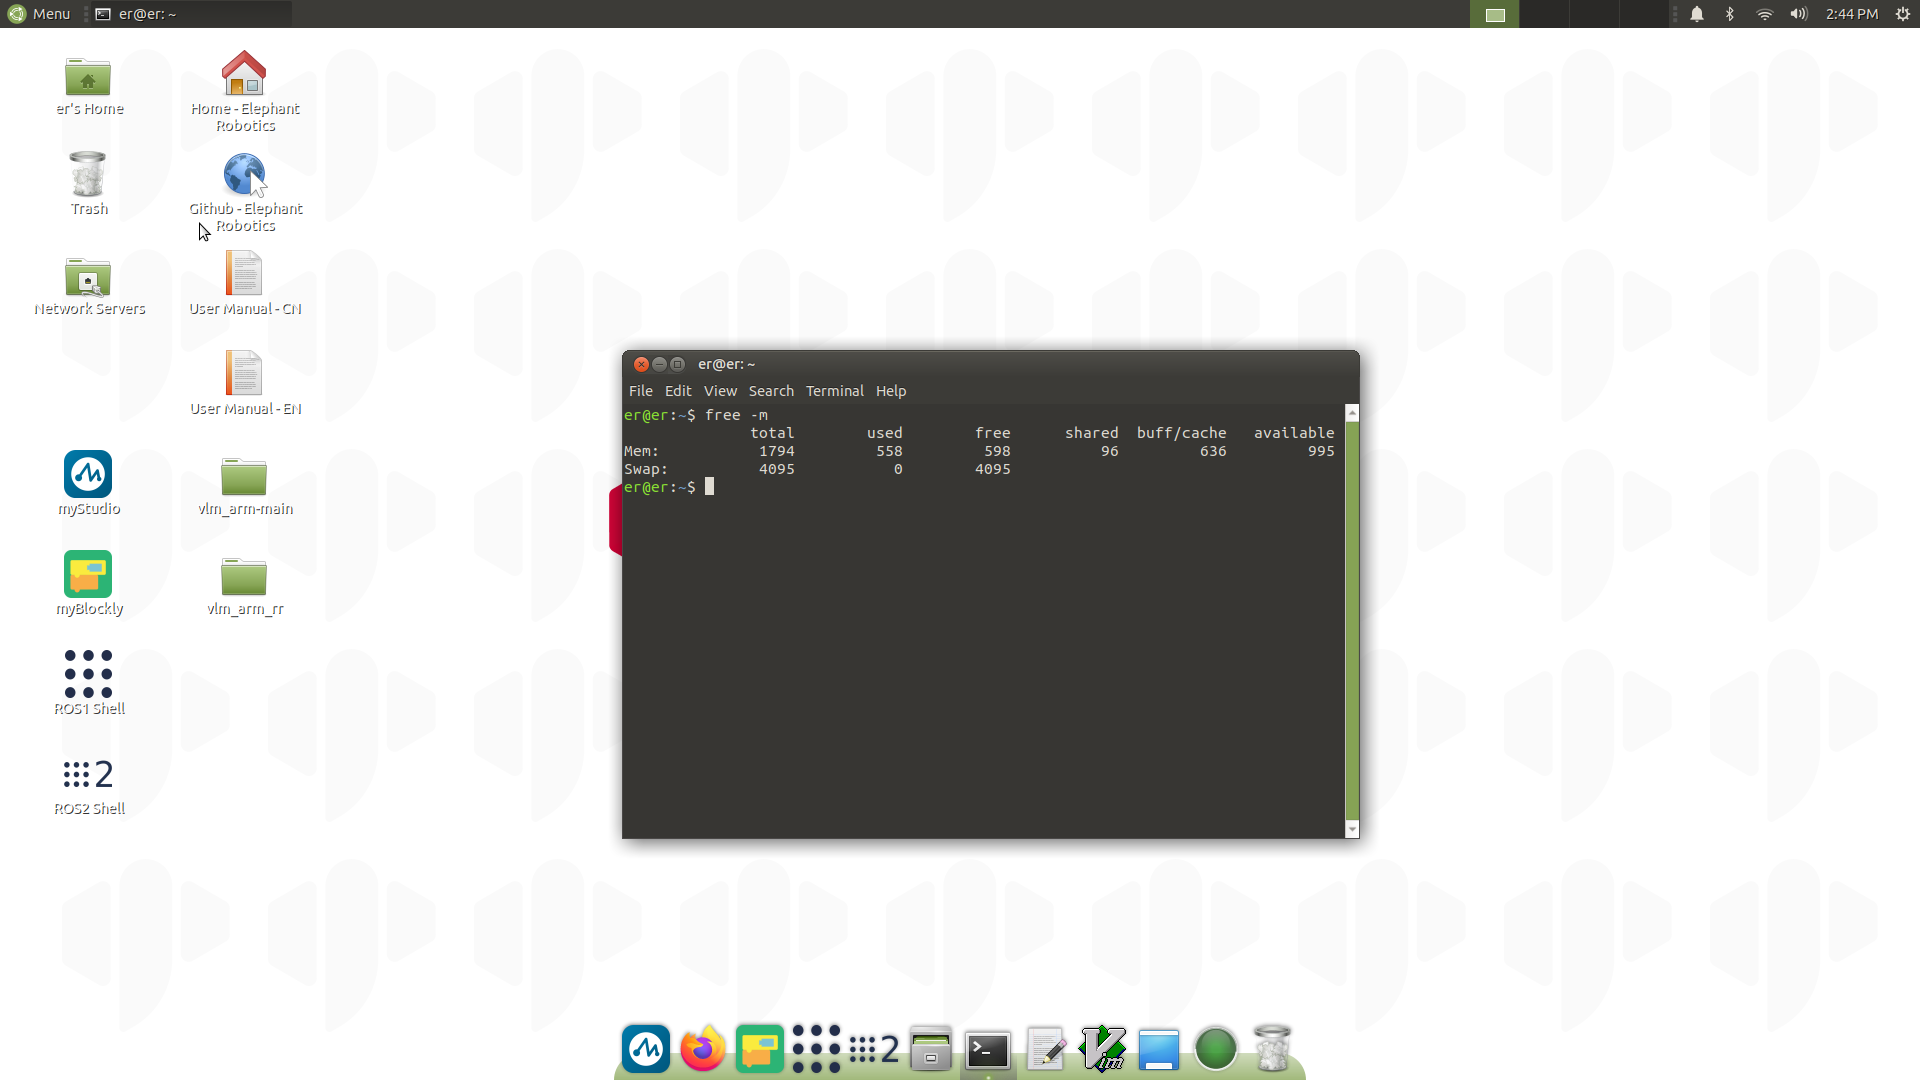 Menu er@er: ~ 2:44 PM
er's Home
Home - Elephant
Robotics
Trash
Github - Elephant
Robotics
Network Servers
User Manual - CN
User Manual - EN
myStudio
vlm_arm-main
myBlockly
vlm_arm_rr
ROS1 Shell
2
ROS2 Shell
er@er: ~
File Edit View Search Terminal Help
er@er:~$ free -m
total used free shared buff/cache available
Mem: 1794 558 598 96 636 995
Swap: 4095 0 4095
er@er:~$
2
Vim